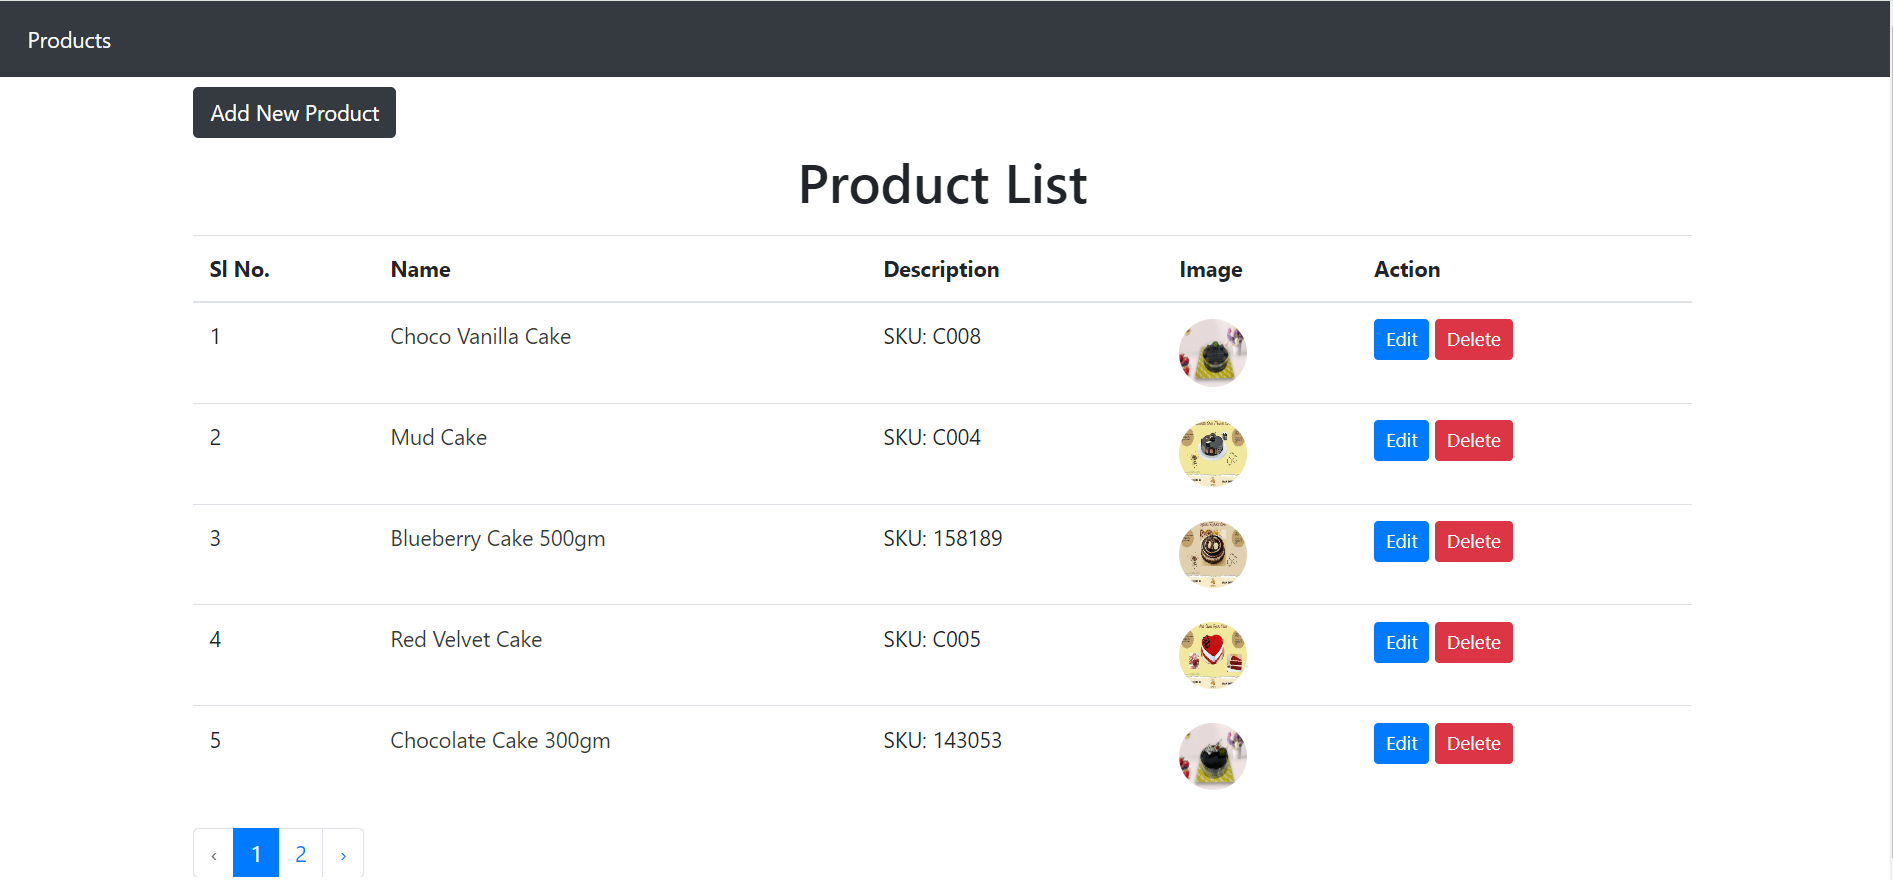 Products
Add New Product
Product List
Sl No. Name Description Image Action
1 Choco Vanilla Cake SKU: C008 Edit Delete
2 Mud Cake SKU: C004 Edit Delete
3 Blueberry Cake 500gm SKU: 158189 Edit Delete
4 Red Velvet Cake SKU: C005 Edit Delete
5 Chocolate Cake 300gm SKU: 143053 Edit Delete
‹ 1 2 ›